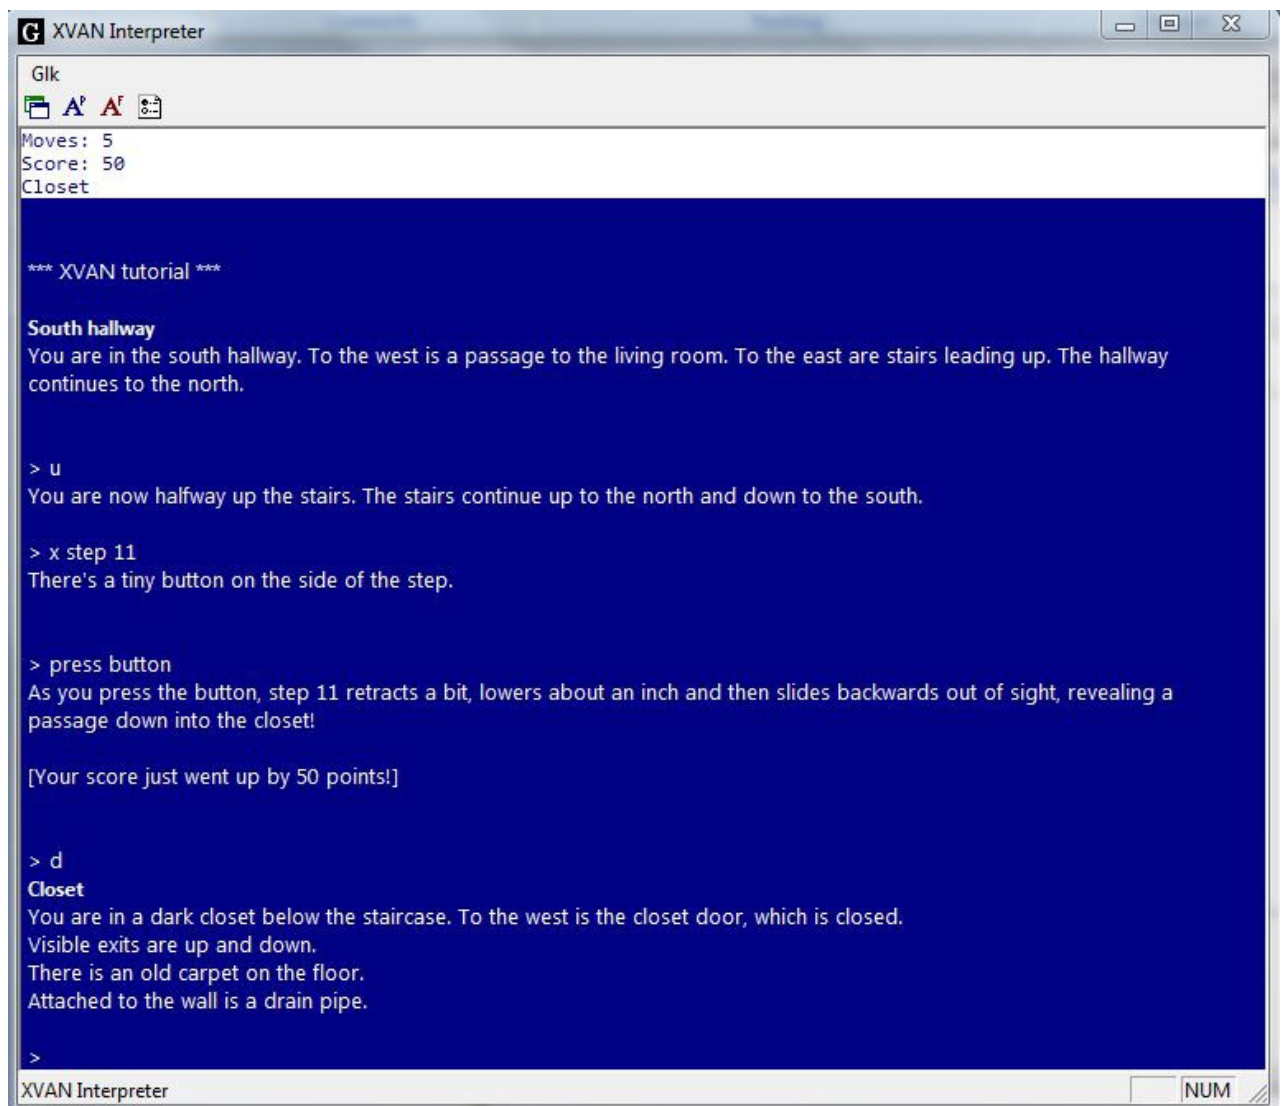 G XVAN Interpreter
Glk
Moves: 5
Score: 50
Closet
*** XVAN tutorial ***
South hallway
You are in the south hallway. To the west is a passage to the living room. To the east are stairs leading up. The hallway
continues to the north.
> u
You are now halfway up the stairs. The stairs continue up to the north and down to the south.
> x step 11
There's a tiny button on the side of the step.
> press button
As you press the button, step 11 retracts a bit, lowers about an inch and then slides backwards out of sight, revealing a
passage down into the closet!
[Your score just went up by 50 points!]
> d
Closet
You are in a dark closet below the staircase. To the west is the closet door, which is closed.
Visible exits are up and down.
There is an old carpet on the floor.
Attached to the wall is a drain pipe.
>
XVAN Interpreter NUM